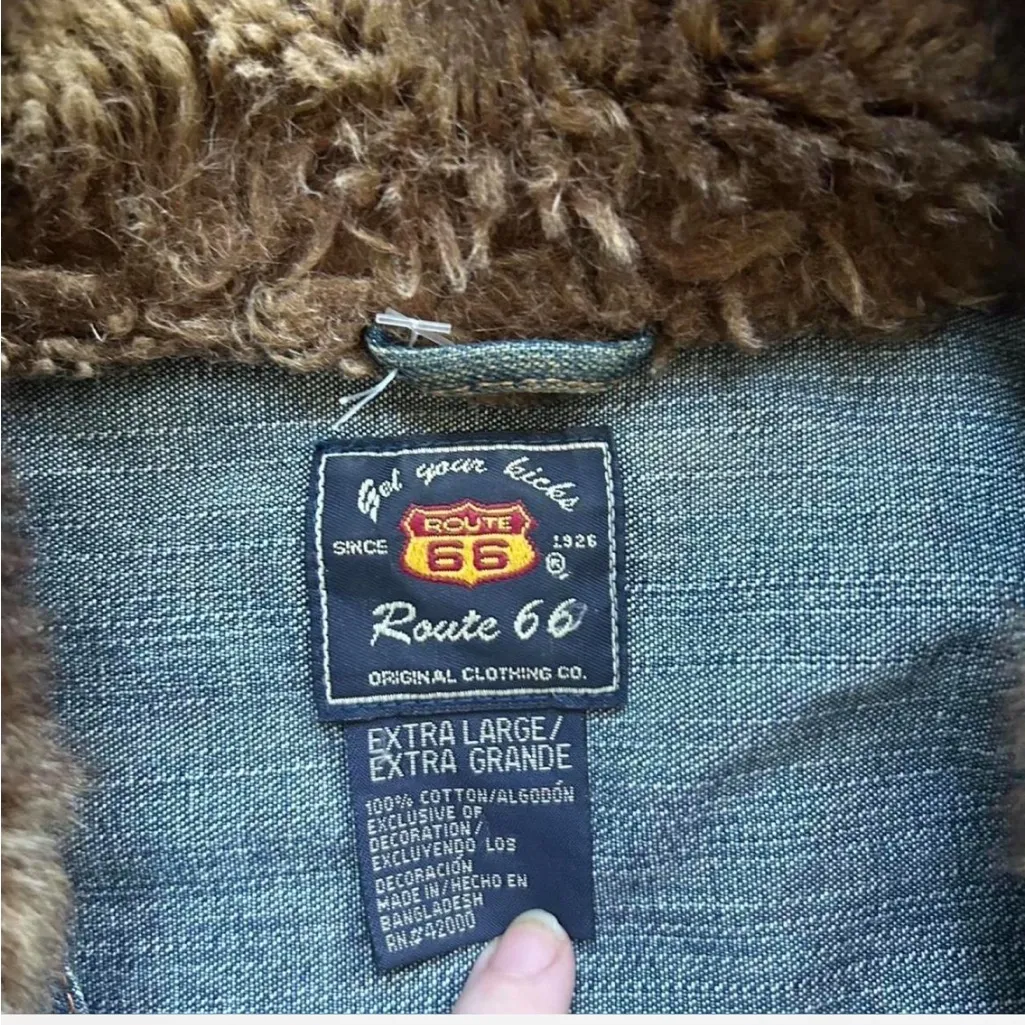 Get your kicks
SINCE ROUTE 66 1926
®
Route 66
ORIGINAL CLOTHING CO.
EXTRA LARGE/
EXTRA GRANDE
100% COTTON/ALGODÓN
EXCLUSIVE OF
DECORATION/
EXCLUYENDO LOS
DECORACIÓN
MADE IN/HECHO EN
BANGLADESH
RN# 42000